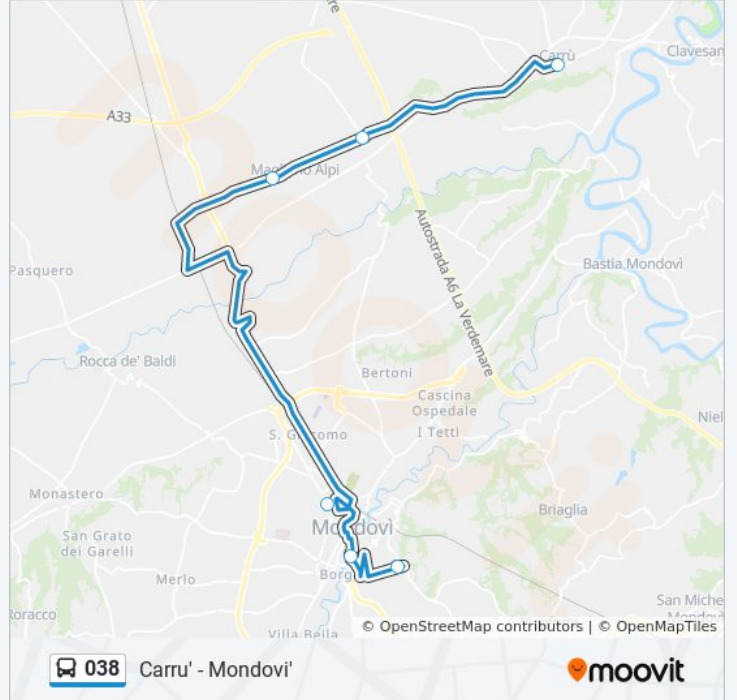 re
Carrù
Clavesan
A33
Magliano Alpi
Autostrada A6 La Verdemare
Pasquero
Bastia Mondovì
Rocca de' Baldi
Bertoni
Cascina
Ospedale
I Tetti
Niel
S. Giacomo
Monastero
Briaglia
Mondovì
San Grato
dei Garelli
Merlo
Borg
San Miche
Mondovì
Roracco
Villa Bella
© OpenStreetMap contributors | © OpenMapTiles
038 Carru' - Mondovi'
moovit